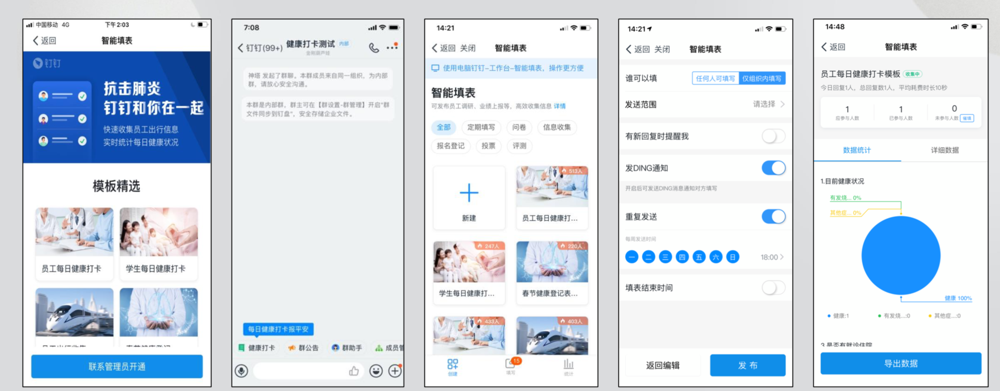 中国移动 4G 下午2:03
返回 智能填表
钉钉
抗击肺炎
钉钉和你在一起
快速收集员工出行信息
实时统计每日健康状况
模板精选
员工每日健康打卡 学生每日健康打卡
联系管理员开通
7:08
钉钉(99+) 健康打卡测试 内部
金刚葫芦娃
神塔 发起了群聊。本群成员来自同一组织，为内部
群，请放心安全沟通。
本群是内部群，群主可在【群设置-群管理】开启“群
文件同步到钉盘”，安全存储企业文件。
每日健康打卡报平安
健康打卡 群公告 群助手 成员管
14:21
返回 关闭 智能填表
使用电脑钉钉-工作台-智能填表，操作更方便
智能填表
可发布员工调研、业绩上报等，高效收集信息 详情
全部 定期填写 问卷 信息收集
报名登记 投票 评测
513人
新建 员工每日健康打...
247人 220人
学生每日健康打... 春节健康登记表...
433人 403人
15
创建 填写 统计
14:21
返回 关闭 智能填表
谁可以填 任何人可填写 仅组织内填写
发送范围 请选择
有新回复时提醒我
发DING通知
开启后可发送DING消息通知对方填写
重复发送
每周发送时间
一 二 三 四 五 六 日 18:00
填表结束时间
返回编辑 发 布
14:48
返回 智能填表
员工每日健康打卡模板 收集中
今日回复1人，总回复数1人，平均耗费时长10秒
1 1 0
应参与人数 已参与人数 未参与人数 催填
数据统计 详细数据
1.目前健康状况
有发烧... 0%
其他症... 0%
健康 100%
健康:1 有发烧...:0 其他症...:0
3.是否有就诊住院
导出数据